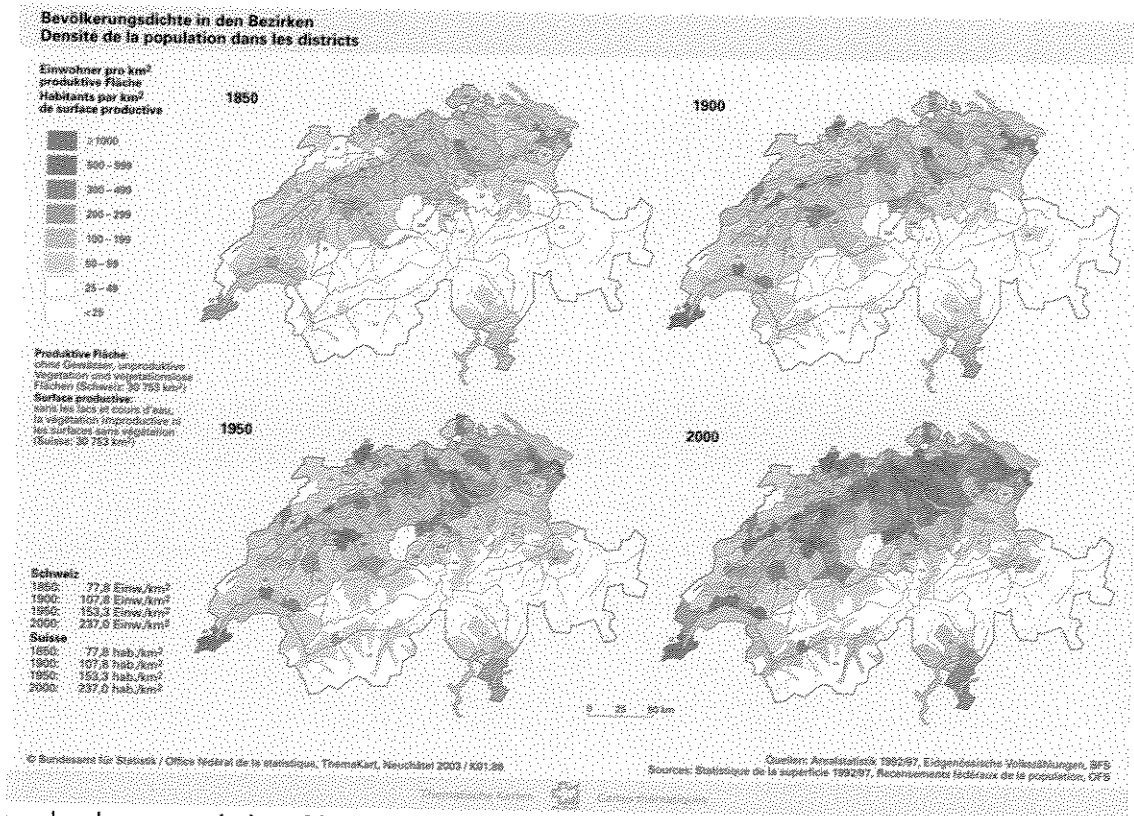 Bevölkerungsdichte in den Bezirken
Densité de la population dans les districts
Einwohner pro km²
produktive Fläche
Habitants par km²
de surface productive
≥1000
500–999
300–499
200–299
100–199
50–99
25–49
<25
1850
1900
Produktive Fläche:
ohne Gewässer, unproduktive
Vegetation und vegetationslose
Flächen (Schweiz: 30 753 km²)
Surface productive:
sans les lacs et cours d'eau,
la végétation improductive ni
les surfaces sans végétation
(Suisse: 30 753 km²)
1950
2000
Schweiz
1850: 77,8 Einw./km²
1900: 107,8 Einw./km²
1950: 153,3 Einw./km²
2000: 237,0 Einw./km²
Suisse
1850: 77,8 hab./km²
1900: 107,8 hab./km²
1950: 153,3 hab./km²
2000: 237,0 hab./km²
0 25 50 km
© Bundesamt für Statistik / Office fédéral de la statistique, ThemaKart, Neuchâtel 2003 / K01.86
Quellen: Arealstatistik 1992/97, Eidgenössische Volkszählungen, BFS
Sources: Statistique de la superficie 1992/97, Recensements fédéraux de la population, OFS